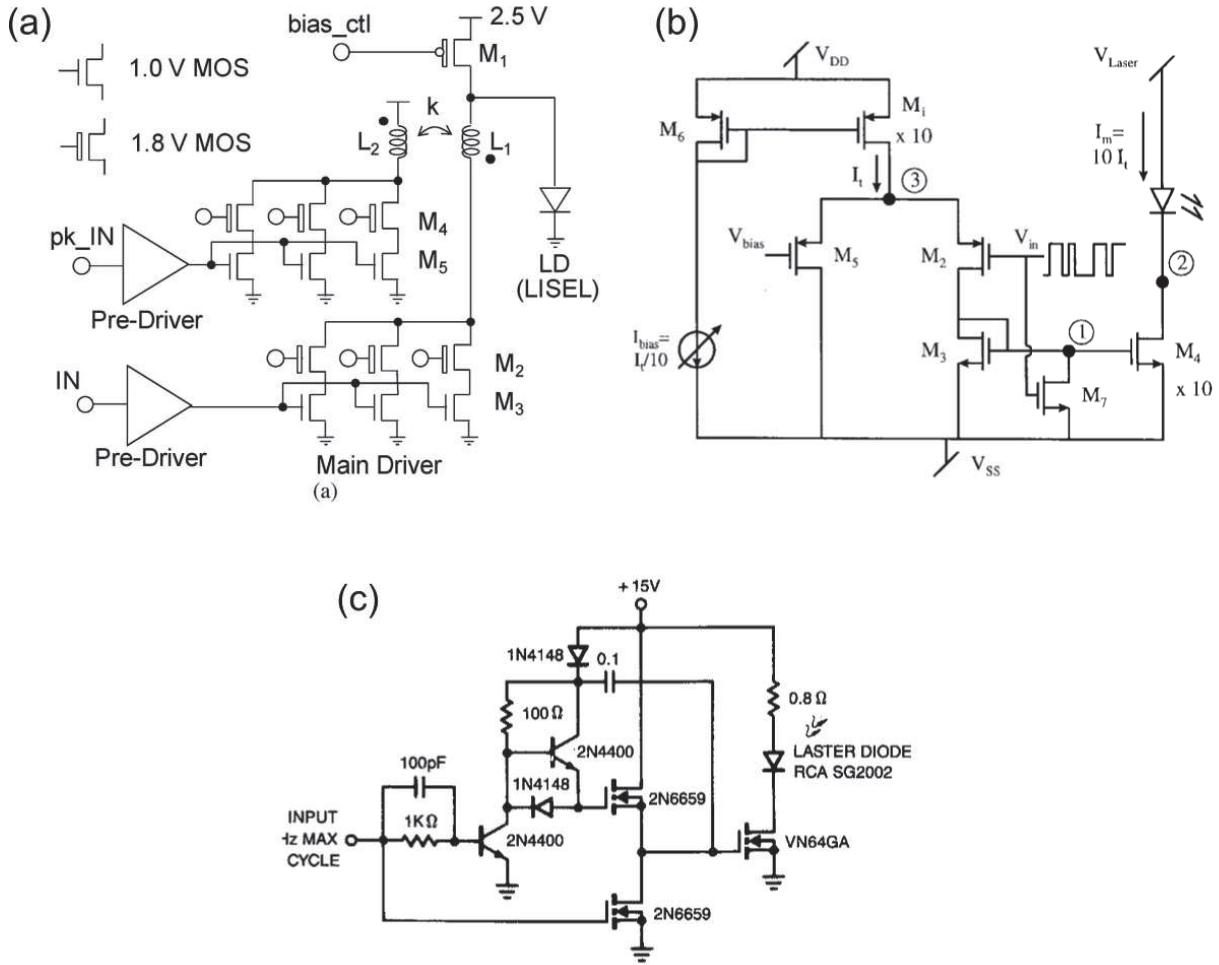 (a)
bias_ctl
2.5 V
M1
1.0 V MOS
1.8 V MOS
k
L2
L1
M4
pk_IN
M5
Pre-Driver
LD
(LISEL)
M2
IN
M3
Pre-Driver
Main Driver
(a)
(b)
VDD
VLaser
M6
Mi
x 10
Im=
10 It
It
③
Vbias
M5
M2
Vin
②
Ibias=
It/10
M3
①
M4
M7
x 10
VSS
(c)
+ 15V
1N4148
0.1
100Ω
0.8 Ω
2N4400
LASTER DIODE
RCA SG2002
100pF
1N4148
2N6659
INPUT
Hz MAX
CYCLE
1KΩ
2N4400
VN64GA
2N6659